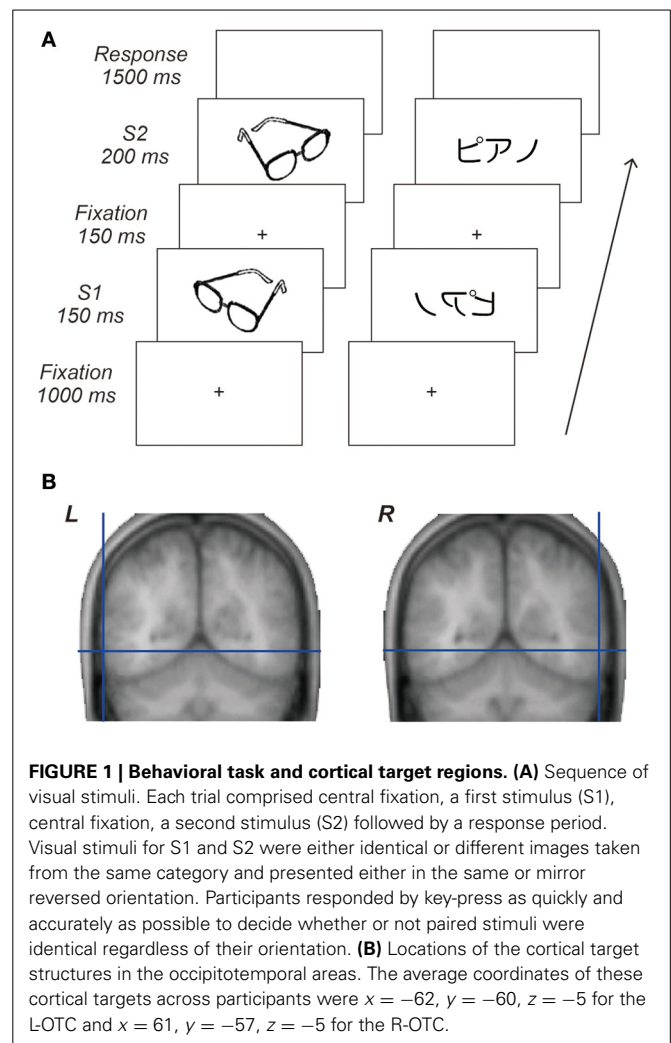 A
Response
1500 ms
S2
200 ms
ピアノ
Fixation
150 ms
+ +
S1
150 ms
ピアノ
Fixation
1000 ms
+ +
B
L R
FIGURE 1 | Behavioral task and cortical target regions. (A) Sequence of
visual stimuli. Each trial comprised central fixation, a first stimulus (S1),
central fixation, a second stimulus (S2) followed by a response period.
Visual stimuli for S1 and S2 were either identical or different images taken
from the same category and presented either in the same or mirror
reversed orientation. Participants responded by key-press as quickly and
accurately as possible to decide whether or not paired stimuli were
identical regardless of their orientation. (B) Locations of the cortical target
structures in the occipitotemporal areas. The average coordinates of these
cortical targets across participants were x = −62, y = −60, z = −5 for the
L-OTC and x = 61, y = −57, z = −5 for the R-OTC.